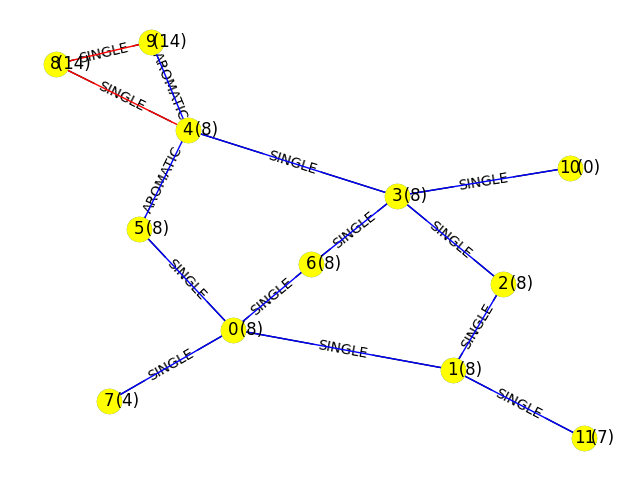 9(14)
SINGLE
8(14)
AROMATIC
SINGLE
4(8)
SINGLE
10(0)
AROMATIC
SINGLE
3(8)
5(8)
SINGLE
SINGLE
6(8)
SINGLE
2(8)
SINGLE
0(8)
SINGLE
SINGLE
SINGLE
1(8)
7(4)
SINGLE
11(7)